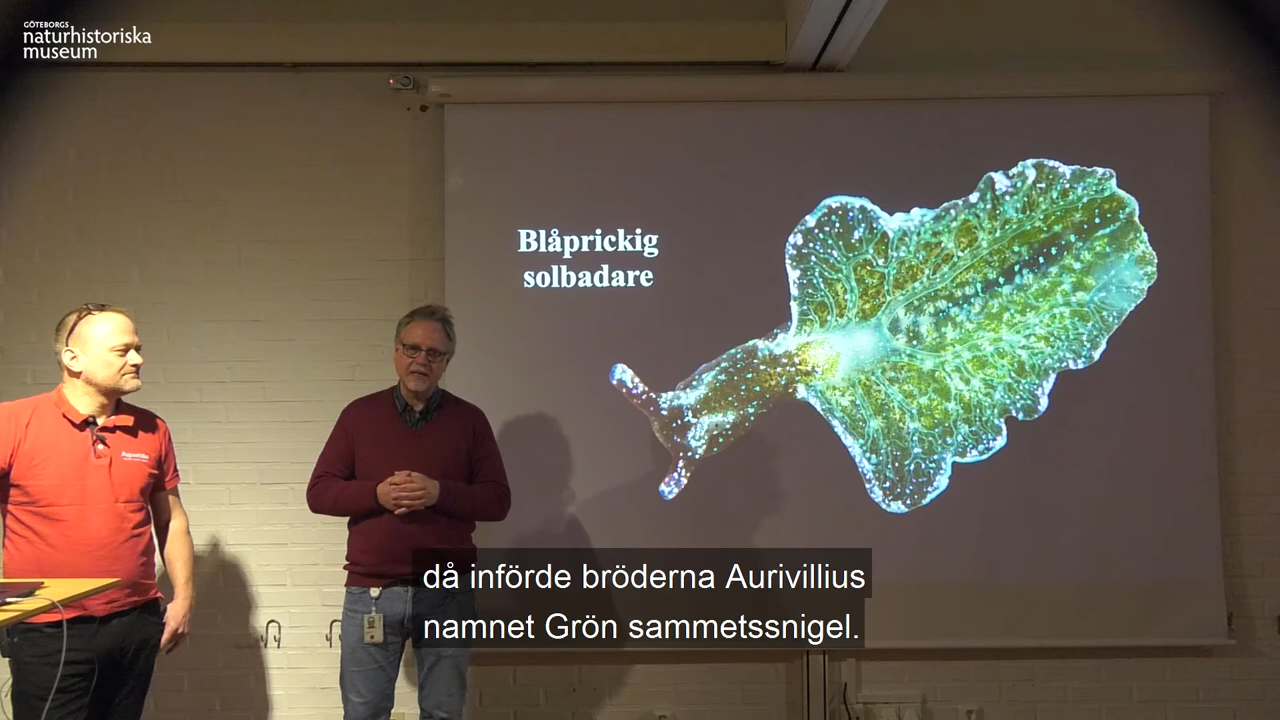 GÖTEBORGS
naturhistoriska
museum
Blåprickig
solbadare
då införde bröderna Aurivillius
namnet Grön sammetssnigel.